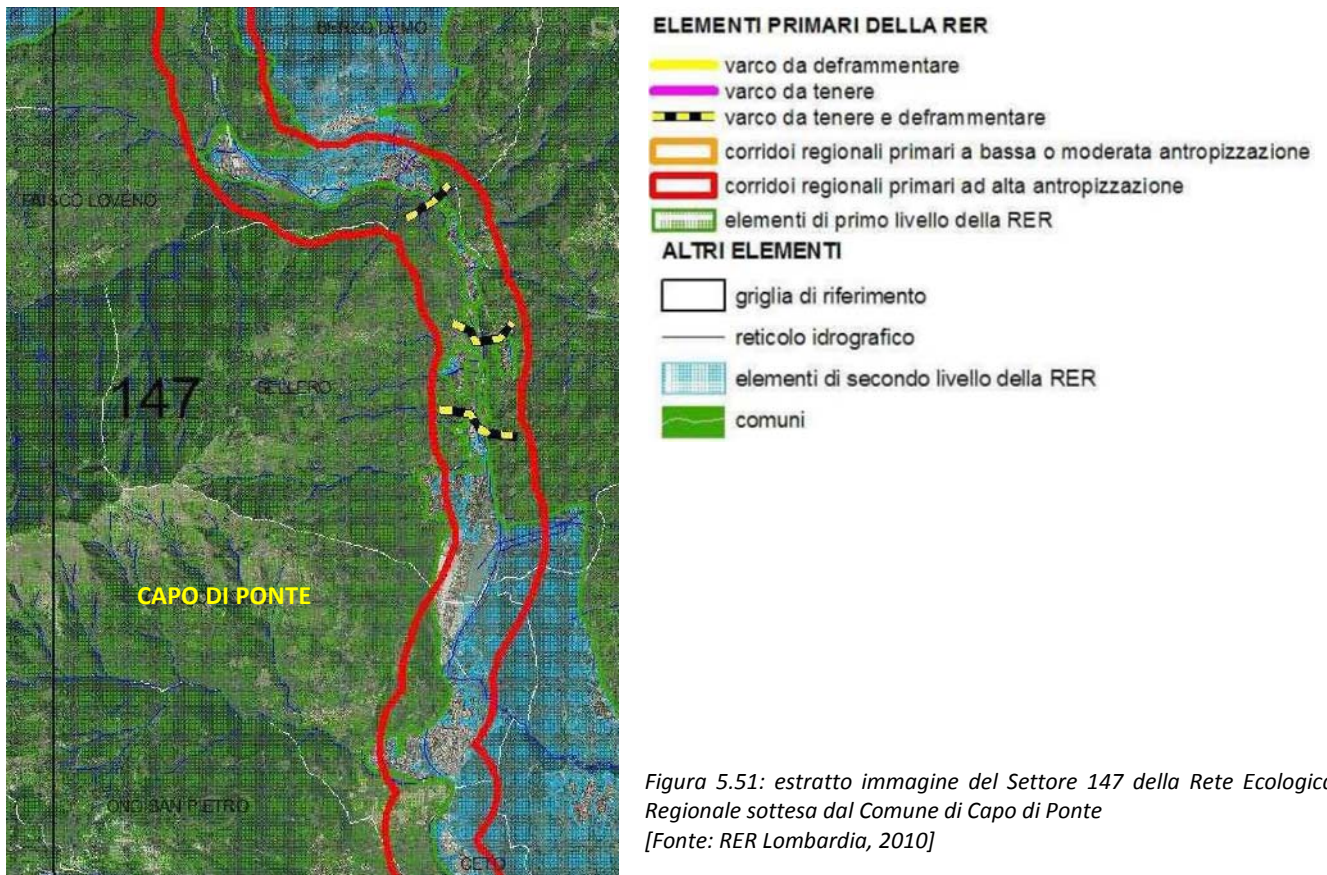 BERZO DEMO
PAISCO LOVENO
147
SELLERO
CAPO DI PONTE
ONO SAN PIETRO
CETO
ELEMENTI PRIMARI DELLA RER
varco da deframmentare
varco da tenere
varco da tenere e deframmentare
corridoi regionali primari a bassa o moderata antropizzazione
corridoi regionali primari ad alta antropizzazione
elementi di primo livello della RER
ALTRI ELEMENTI
griglia di riferimento
reticolo idrografico
elementi di secondo livello della RER
comuni
Figura 5.51: estratto immagine del Settore 147 della Rete Ecologica
Regionale sottesa dal Comune di Capo di Ponte
[Fonte: RER Lombardia, 2010]